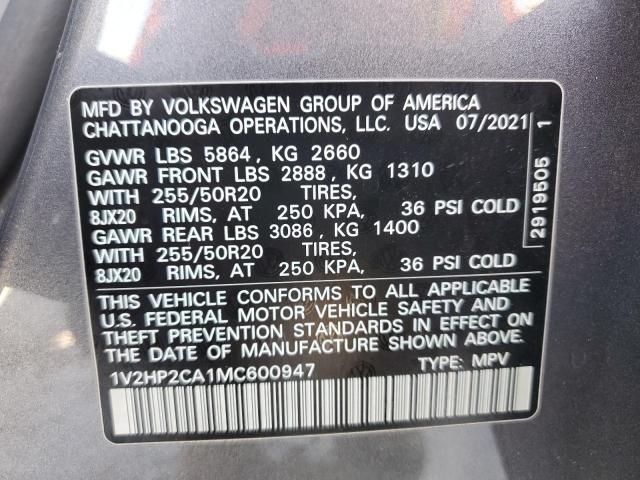 MFD BY VOLKSWAGEN GROUP OF AMERICA
CHATTANOOGA OPERATIONS, LLC. USA 07/2021
GVWR LBS 5864, KG 2660
GAWR FRONT LBS 2888, KG 1310
WITH 255/50R20 TIRES,
8JX20 RIMS, AT 250 KPA, 36 PSI COLD
GAWR REAR LBS 3086, KG 1400
WITH 255/50R20 TIRES,
8JX20 RIMS, AT 250 KPA, 36 PSI COLD
THIS VEHICLE CONFORMS TO ALL APPLICABLE
U.S. FEDERAL MOTOR VEHICLE SAFETY AND
THEFT PREVENTION STANDARDS IN EFFECT ON
THE DATE OF MANUFACTURE SHOWN ABOVE.
1V2HP2CA1MC600947 TYPE: MPV
2919505 1